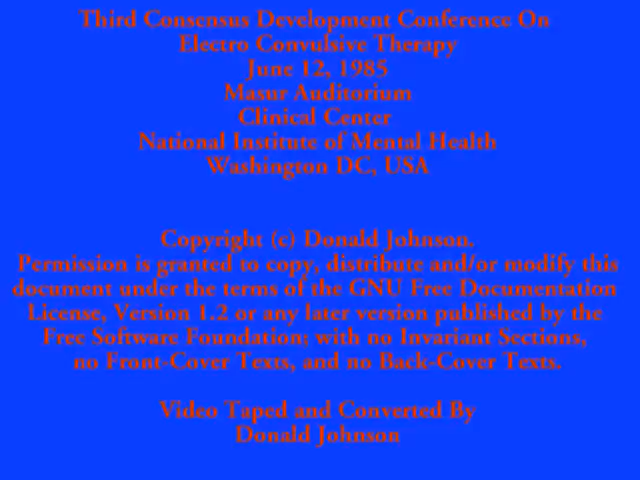 Third Consensus Development Conference On
Electro Convulsive Therapy
June 12, 1985
Masur Auditorium
Clinical Center
National Institute of Mental Health
Washington DC, USA
Copyright (c) Donald Johnson.
Permission is granted to copy, distribute and/or modify this
document under the terms of the GNU Free Documentation
License, Version 1.2 or any later version published by the
Free Software Foundation; with no Invariant Sections,
no Front-Cover Texts, and no Back-Cover Texts.
Video Taped and Converted By
Donald Johnson